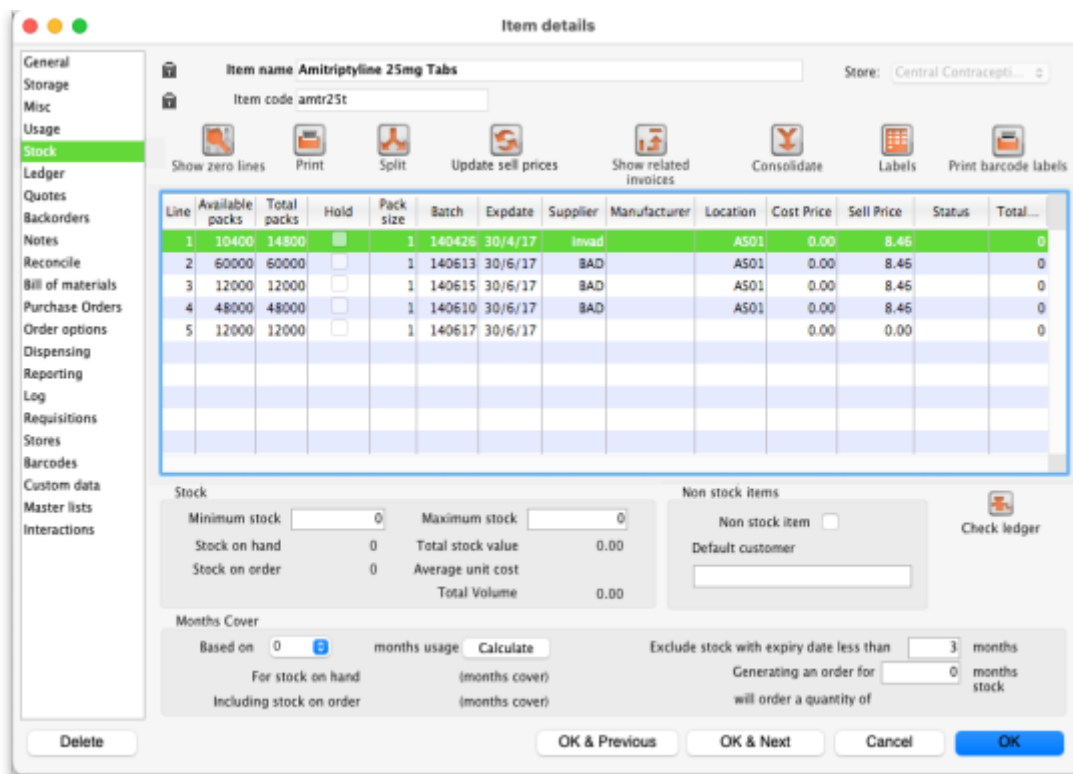 Item details
General
Storage
Misc
Usage
Stock
Ledger
Quotes
Backorders
Notes
Reconcile
Bill of materials
Purchase Orders
Order options
Dispensing
Reporting
Log
Requisitions
Stores
Barcodes
Custom data
Master lists
Interactions
Item name Amitriptyline 25mg Tabs
Store: Central Contracepti...
Item code amtr25t
Show zero lines
Print
Split
Update sell prices
Show related invoices
Consolidate
Labels
Print barcode labels
Line Available packs Total packs Hold Pack size Batch Expdate Supplier Manufacturer Location Cost Price Sell Price Status Total...
1 10400 14800 1 140426 30/4/17 invad AS01 0.00 8.46 0
2 60000 60000 1 140613 30/6/17 BAD AS01 0.00 8.46 0
3 12000 12000 1 140615 30/6/17 BAD AS01 0.00 8.46 0
4 48000 48000 1 140610 30/6/17 BAD AS01 0.00 8.46 0
5 12000 12000 1 140617 30/6/17 0.00 0.00 0
Stock
Minimum stock 0 Maximum stock 0
Stock on hand 0 Total stock value 0.00
Stock on order 0 Average unit cost
Total Volume 0.00
Non stock items
Non stock item
Default customer
Check ledger
Months Cover
Based on 0 months usage Calculate
For stock on hand (months cover)
Including stock on order (months cover)
Exclude stock with expiry date less than 3 months
Generating an order for 0 months stock
will order a quantity of
Delete
OK & Previous
OK & Next
Cancel
OK